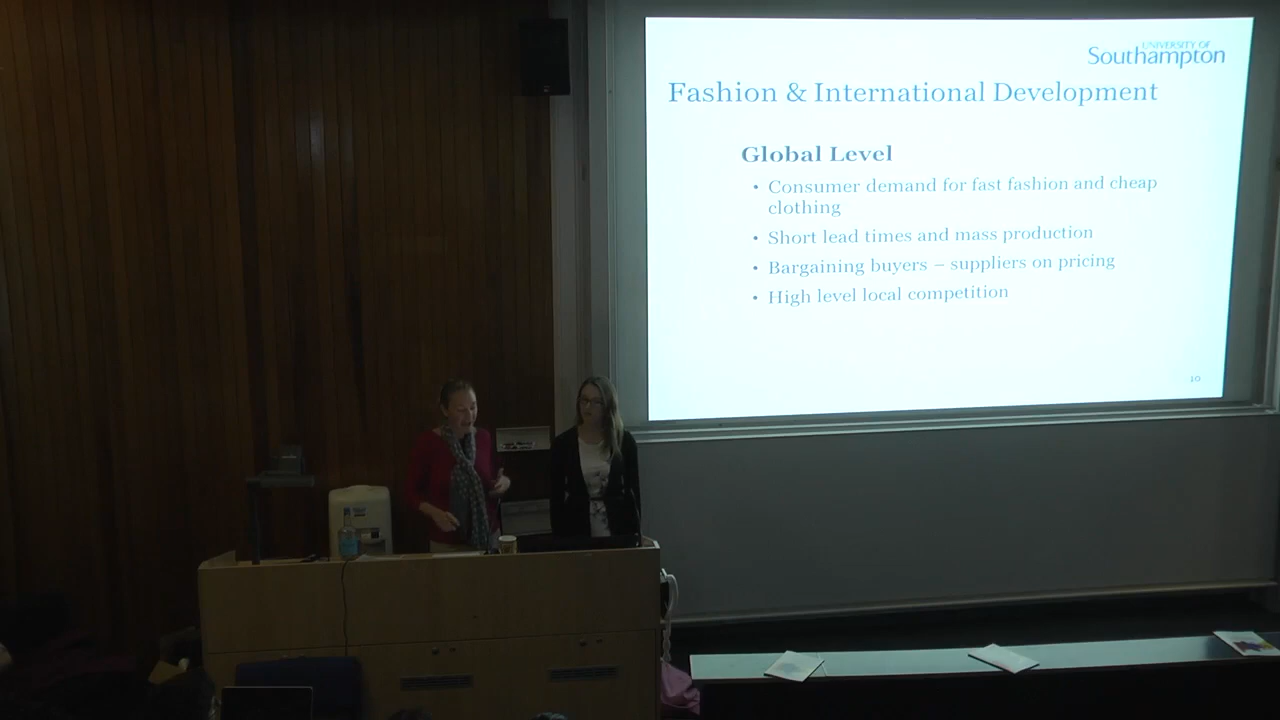 UNIVERSITY OF
Southampton
Fashion & International Development
Global Level
• Consumer demand for fast fashion and cheap
clothing
• Short lead times and mass production
• Bargaining buyers – suppliers on pricing
• High level local competition
10